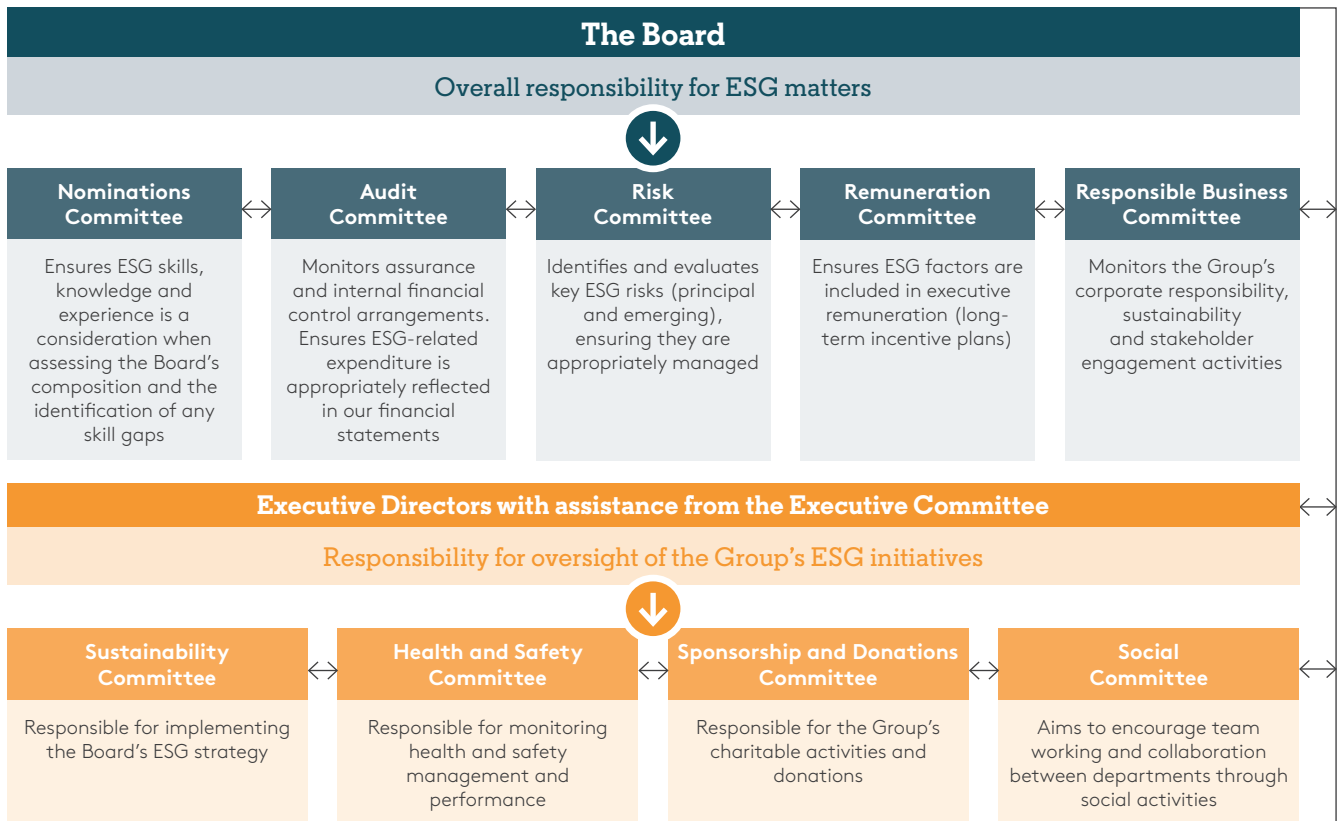 The Board
Overall responsibility for ESG matters
Nominations
Committee
Ensures ESG skills,
knowledge and
experience is a
consideration when
assessing the Board’s
composition and the
identification of any
skill gaps
Audit
Committee
Monitors assurance
and internal financial
control arrangements.
Ensures ESG-related
expenditure is
appropriately reflected
in our financial
statements
Risk
Committee
Identifies and evaluates
key ESG risks (principal
and emerging),
ensuring they are
appropriately managed
Remuneration
Committee
Ensures ESG factors are
included in executive
remuneration (long-
term incentive plans)
Responsible Business
Committee
Monitors the Group’s
corporate responsibility,
sustainability
and stakeholder
engagement activities
Executive Directors with assistance from the Executive Committee
Responsibility for oversight of the Group’s ESG initiatives
Sustainability
Committee
Responsible for implementing
the Board’s ESG strategy
Health and Safety
Committee
Responsible for monitoring
health and safety
management and
performance
Sponsorship and Donations
Committee
Responsible for the Group’s
charitable activities and
donations
Social
Committee
Aims to encourage team
working and collaboration
between departments through
social activities